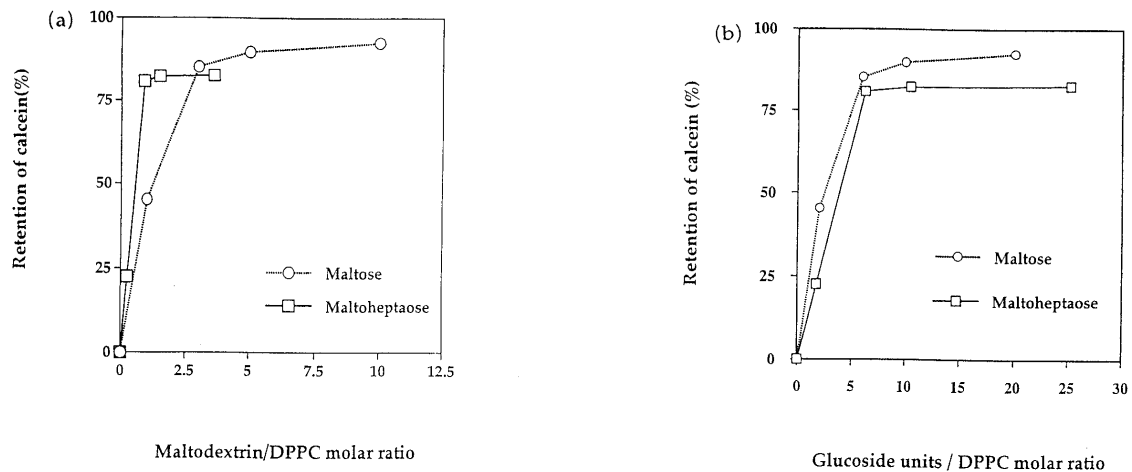 (a)
100
75
50
25
0
Retention of calcein(%)
Maltose
Maltoheptaose
0 2.5 5 7.5 10 12.5
Maltodextrin/DPPC molar ratio
(b)
100
75
50
25
0
Retention of calcein (%)
Maltose
Maltoheptaose
0 5 10 15 20 25 30
Glucoside units / DPPC molar ratio